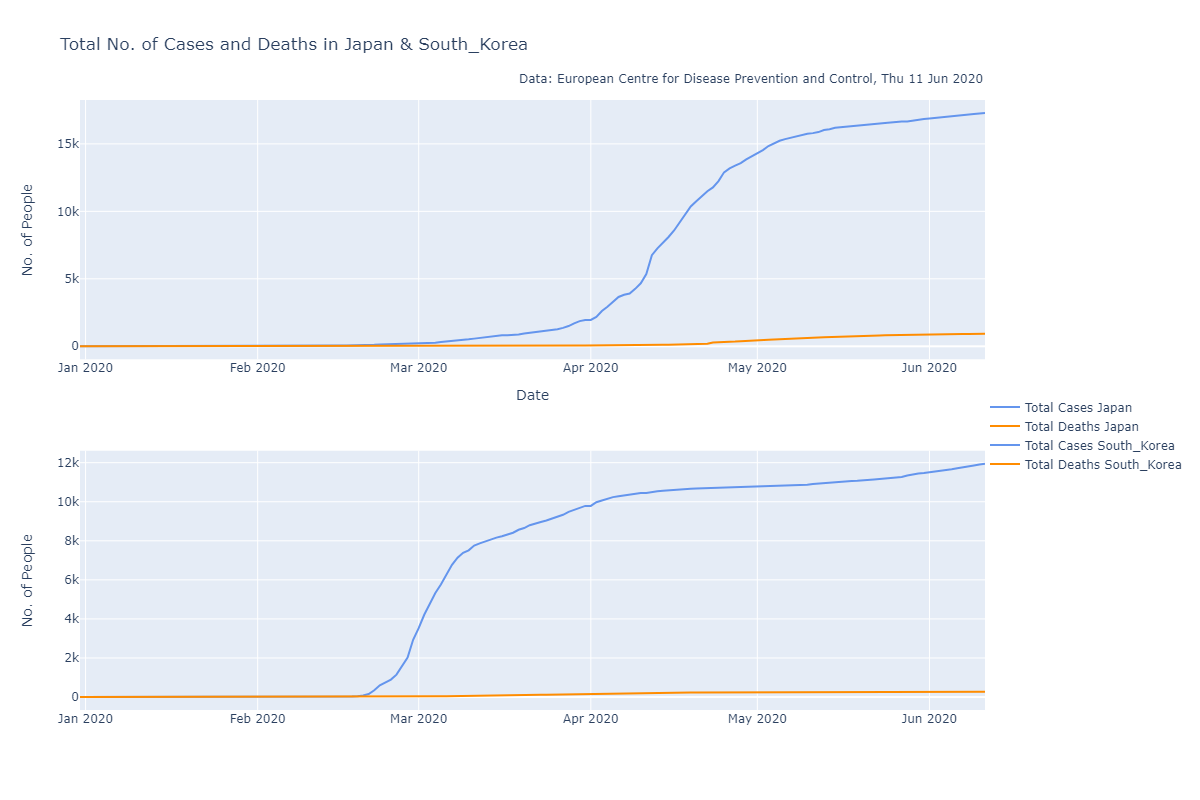 Total No. of Cases and Deaths in Japan & South_Korea
Data: European Centre for Disease Prevention and Control, Thu 11 Jun 2020
No. of People
15k
10k
5k
0
Jan 2020 Feb 2020 Mar 2020 Apr 2020 May 2020 Jun 2020
Date
Total Cases Japan
Total Deaths Japan
Total Cases South_Korea
Total Deaths South_Korea
No. of People
12k
10k
8k
6k
4k
2k
0
Jan 2020 Feb 2020 Mar 2020 Apr 2020 May 2020 Jun 2020